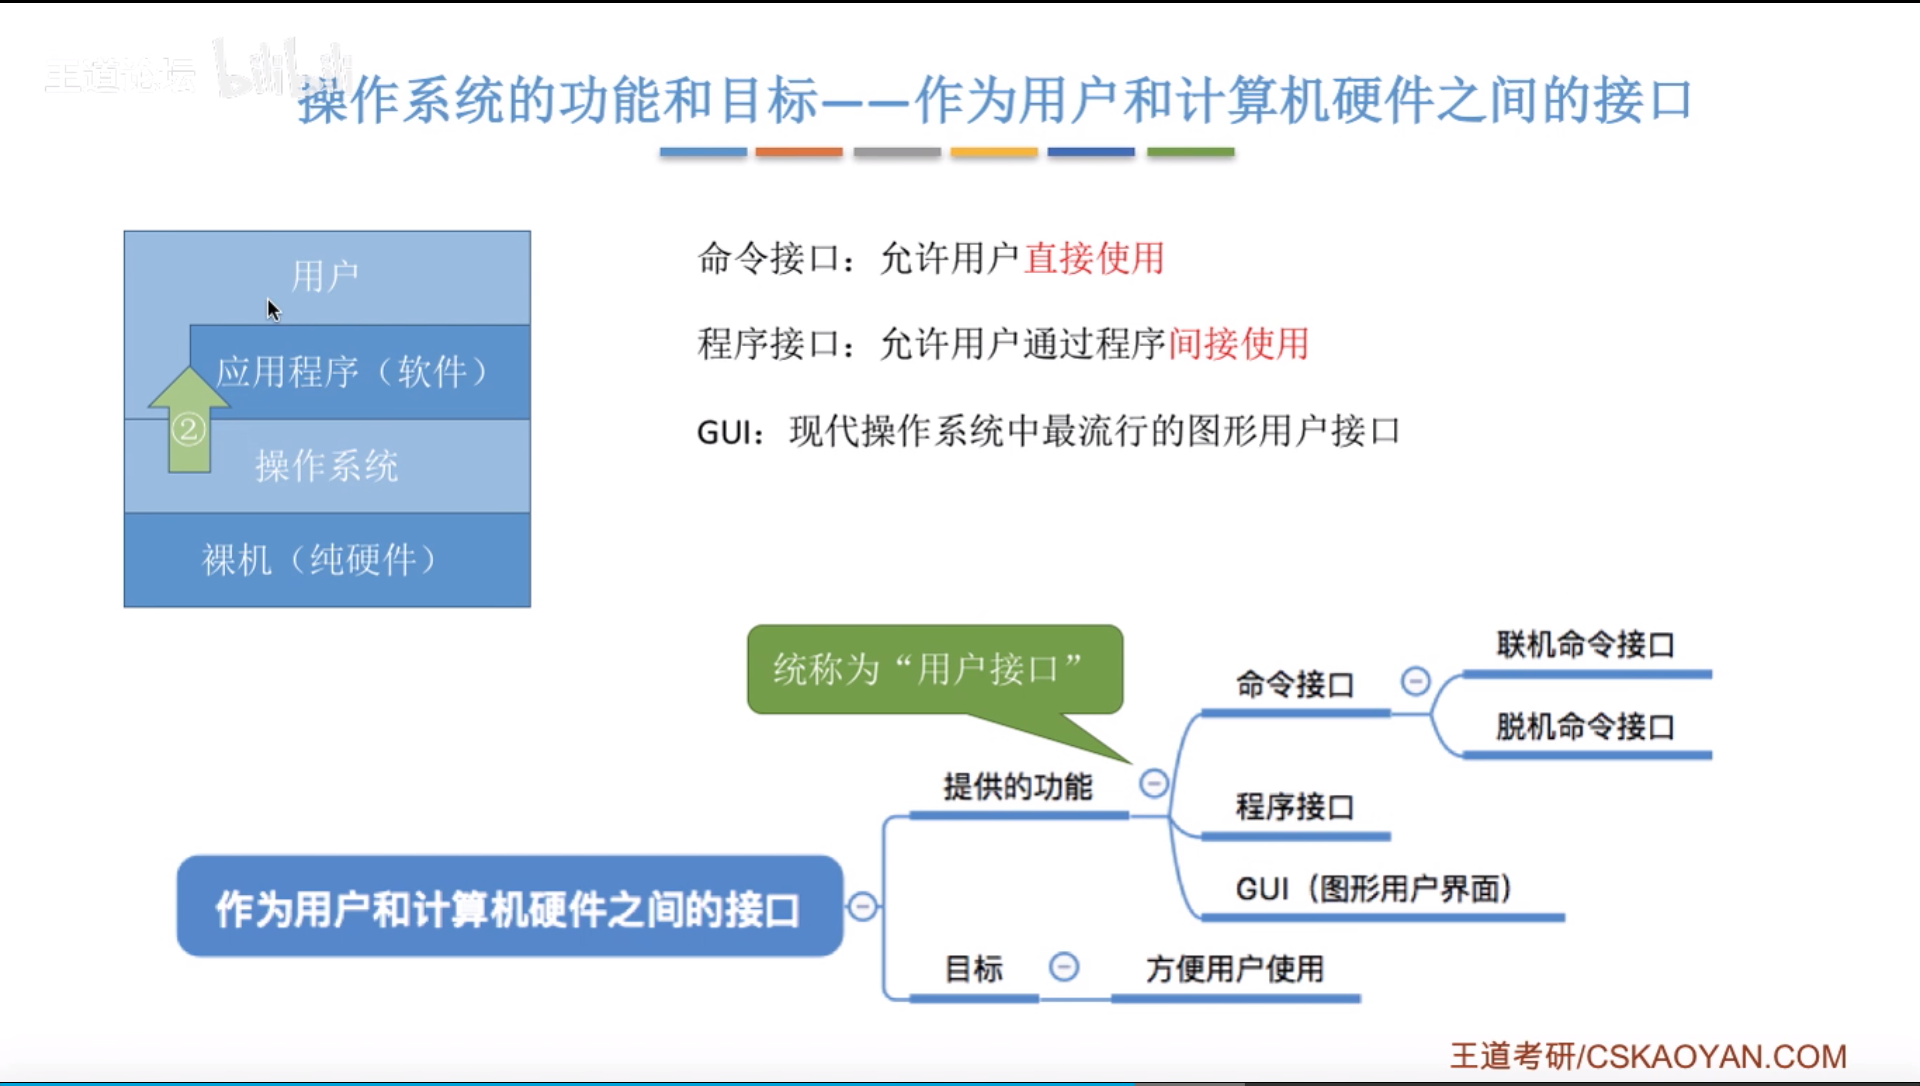 王道论坛 bilibili
操作系统的功能和目标——作为用户和计算机硬件之间的接口
用户
应用程序（软件）
②
操作系统
裸机（纯硬件）
命令接口：允许用户直接使用
程序接口：允许用户通过程序间接使用
GUI：现代操作系统中最流行的图形用户接口
统称为“用户接口”
联机命令接口
命令接口
脱机命令接口
提供的功能
程序接口
GUI（图形用户界面）
作为用户和计算机硬件之间的接口
目标
方便用户使用
王道考研/CSKAOYAN.COM